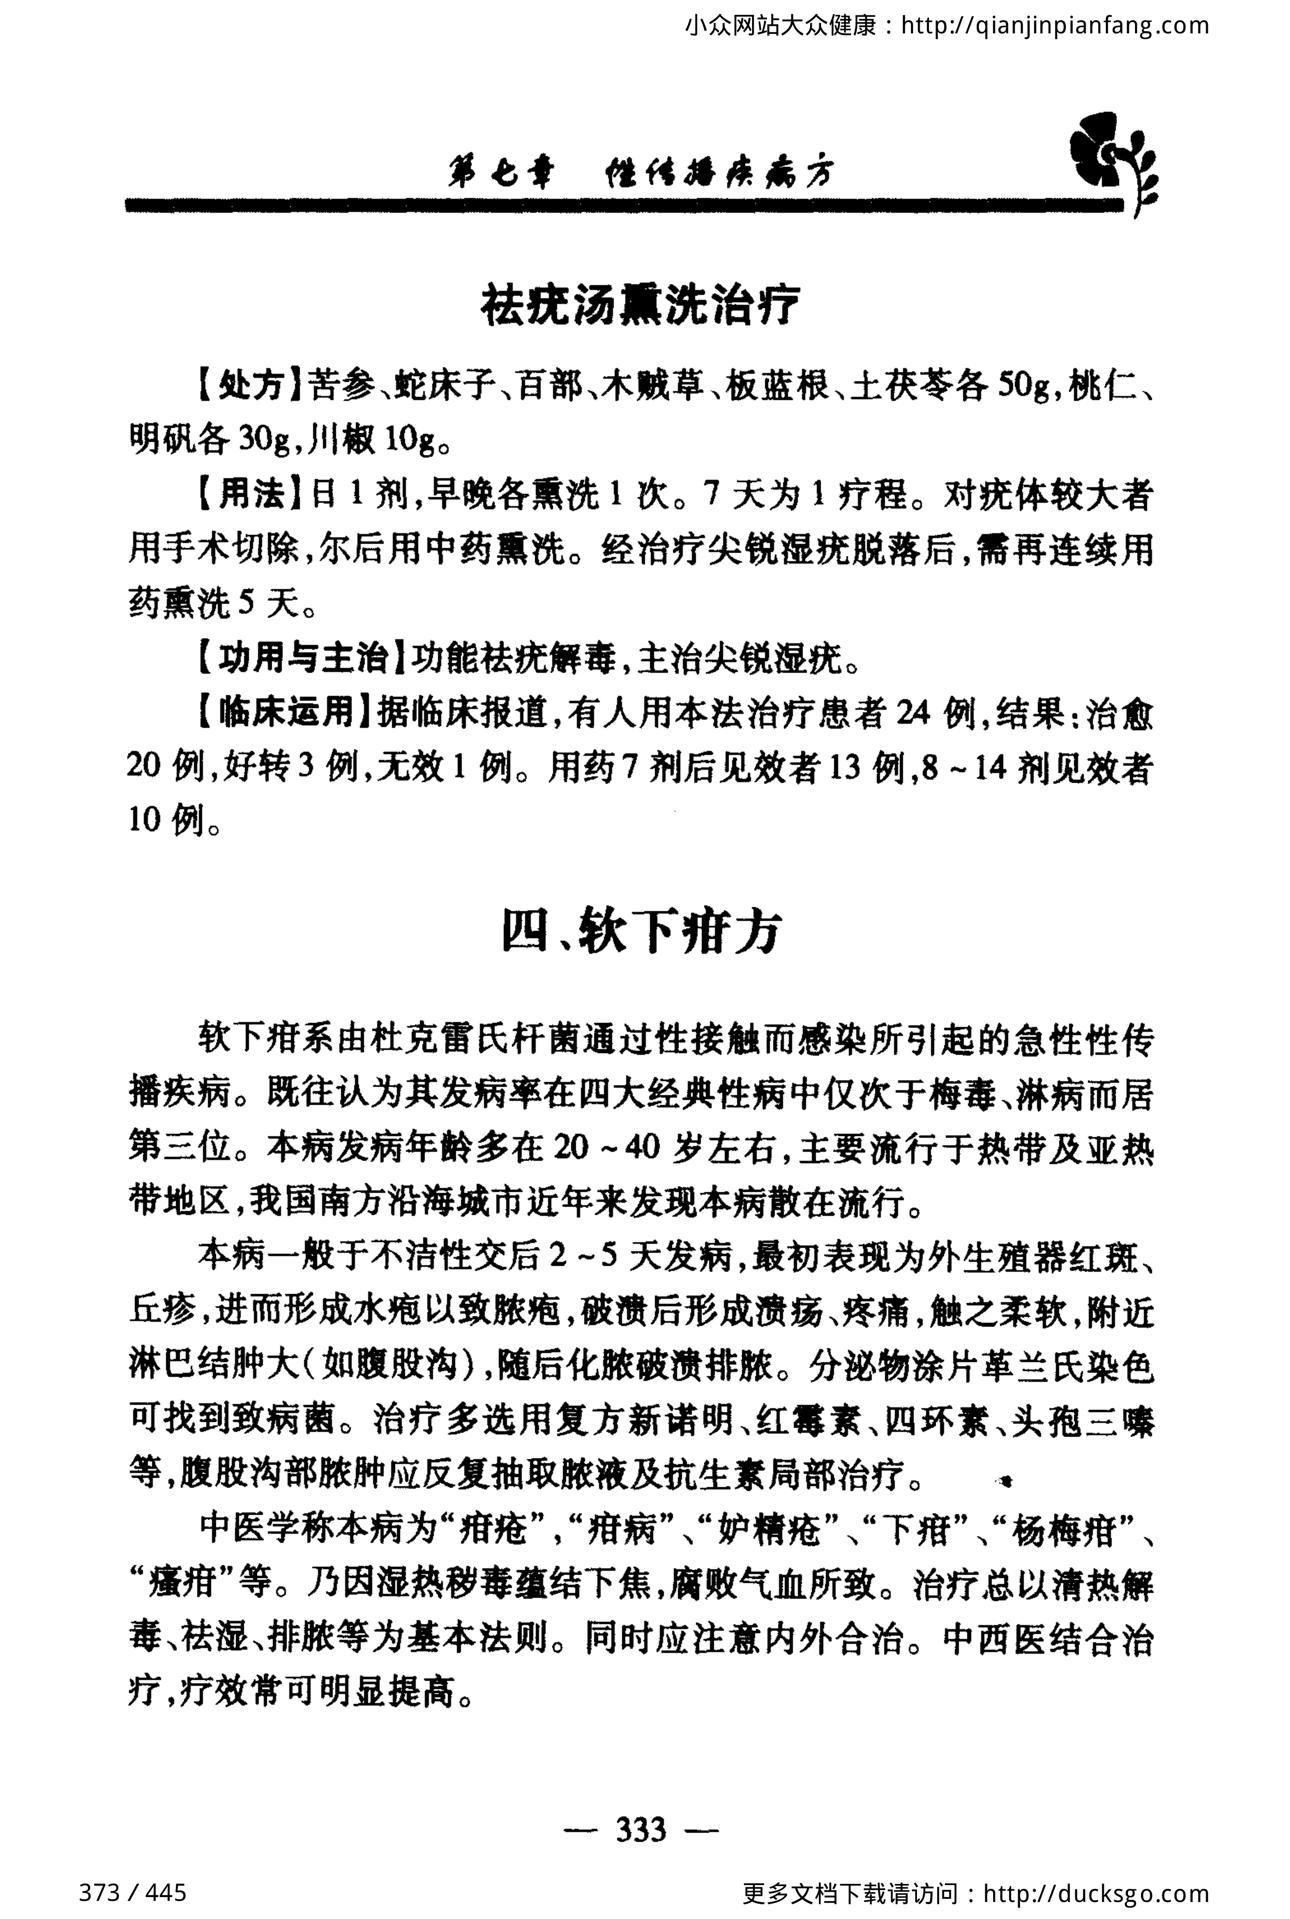 小众网站大众健康：http://qianjinpianfang.com
第七章 性传播疾病方
祛疣汤熏洗治疗
【处方】苦参、蛇床子、百部、木贼草、板蓝根、土茯苓各 50g,桃仁、
明矾各 30g,川椒 10g。
【用法】日 1 剂,早晚各熏洗 1 次。7 天为 1 疗程。对疣体较大者
用手术切除,尔后用中药熏洗。经治疗尖锐湿疣脱落后,需再连续用
药熏洗 5 天。
【功用与主治】功能祛疣解毒,主治尖锐湿疣。
【临床运用】据临床报道,有人用本法治疗患者 24 例,结果:治愈
20 例,好转 3 例,无效 1 例。用药 7 剂后见效者 13 例,8～14 剂见效者
10 例。
四、软下疳方
软下疳系由杜克雷氏杆菌通过性接触而感染所引起的急性性传
播疾病。既往认为其发病率在四大经典性病中仅次于梅毒、淋病而居
第三位。本病发病年龄多在 20～40 岁左右,主要流行于热带及亚热
带地区,我国南方沿海城市近年来发现本病散在流行。
本病一般于不洁性交后 2～5 天发病,最初表现为外生殖器红斑、
丘疹,进而形成水疱以致脓疱,破溃后形成溃疡、疼痛,触之柔软,附近
淋巴结肿大(如腹股沟),随后化脓破溃排脓。分泌物涂片革兰氏染色
可找到致病菌。治疗多选用复方新诺明、红霉素、四环素、头孢三嗪
等,腹股沟部脓肿应反复抽取脓液及抗生素局部治疗。
中医学称本病为“疳疮”,“疳病”、“妒精疮”、“下疳”、“杨梅疳”、
“瘙疳”等。乃因湿热秽毒蕴结下焦,腐败气血所致。治疗总以清热解
毒、祛湿、排脓等为基本法则。同时应注意内外合治。中西医结合治
疗,疗效常可明显提高。
— 333 —
373 / 445
更多文档下载请访问：http://ducksgo.com